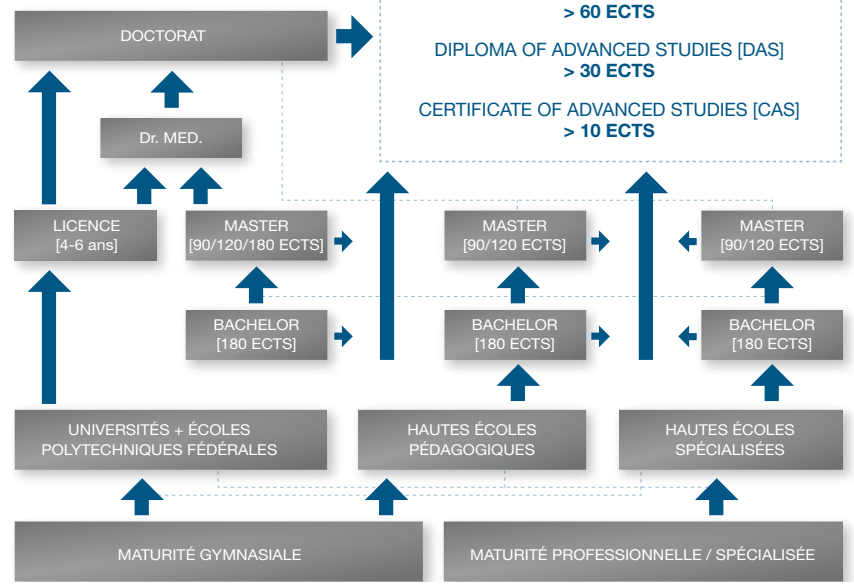 > 60 ECTS
DOCTORAT
DIPLOMA OF ADVANCED STUDIES [DAS]
> 30 ECTS
CERTIFICATE OF ADVANCED STUDIES [CAS]
> 10 ECTS
Dr. MED.
LICENCE
[4-6 ans]
MASTER
[90/120/180 ECTS]
MASTER
[90/120 ECTS]
MASTER
[90/120 ECTS]
BACHELOR
[180 ECTS]
BACHELOR
[180 ECTS]
BACHELOR
[180 ECTS]
UNIVERSITÉS + ÉCOLES
POLYTECHNIQUES FÉDÉRALES
HAUTES ÉCOLES
PÉDAGOGIQUES
HAUTES ÉCOLES
SPÉCIALISÉES
MATURITÉ GYMNASIALE
MATURITÉ PROFESSIONNELLE / SPÉCIALISÉE